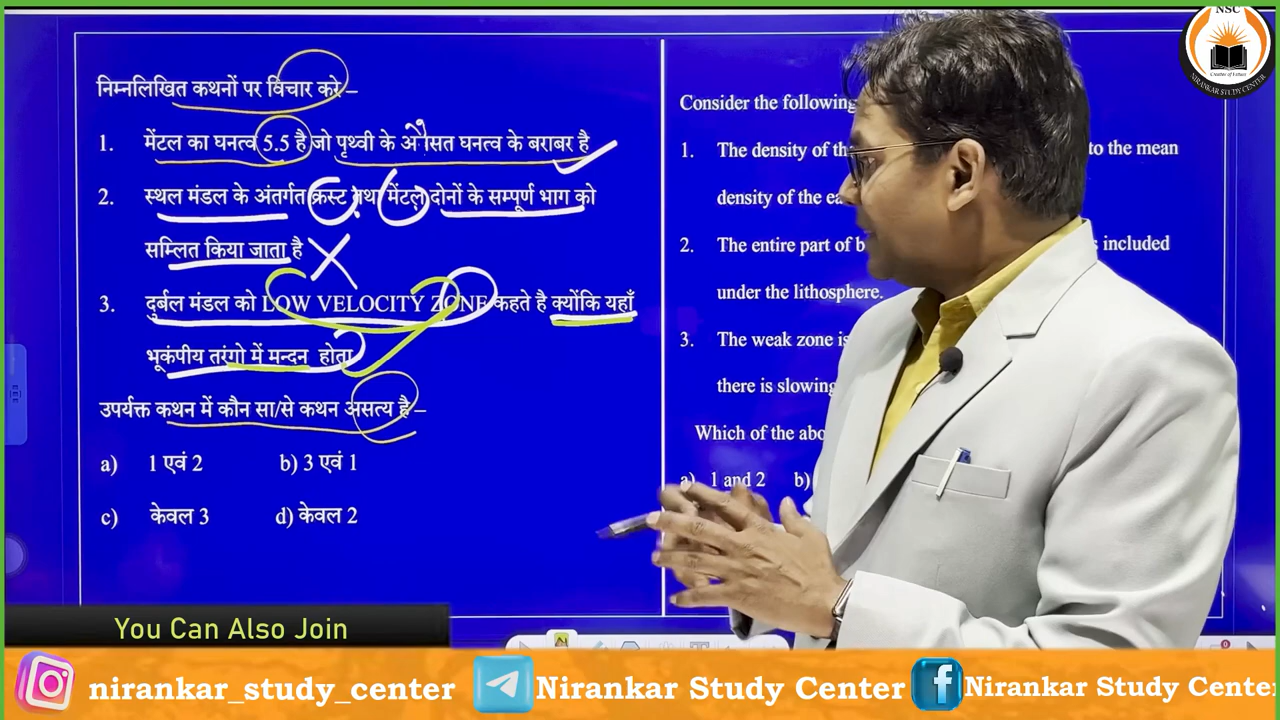 निम्नलिखित कथनों पर विचार करे –
1. मेंटल का घनत्व 5.5 है जो पृथ्वी के औसत घनत्व के बराबर है
2. स्थल मंडल के अंतर्गत क्रस्ट तथा मेंटल दोनों के सम्पूर्ण भाग को
सम्लित किया जाता है
3. दुर्बल मंडल को LOW VELOCITY ZONE कहते है क्योंकि यहाँ
भूकंपीय तरंगो में मन्दन होता
उपर्यक्त कथन में कौन सा/से कथन असत्य है –
a) 1 एवं 2 b) 3 एवं 1
c) केवल 3 d) केवल 2
Consider the following
1. The density of to the mean
density of the
2. The entire part of included
under the lithosphere.
3. The weak zone is
there is slowing
Which of the
a) 1 and 2 b)
NSC
NIRANKAR STUDY CENTER
You Can Also Join
nirankar_study_center
Nirankar Study Center
Nirankar Study Cente